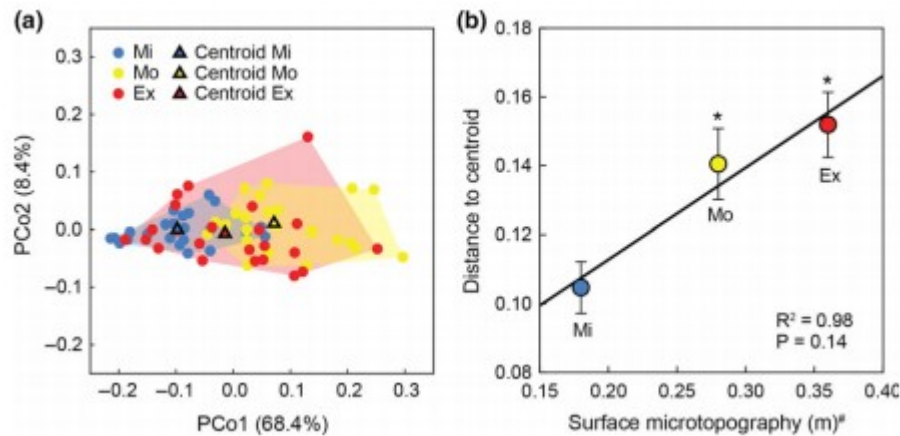 (a)
Mi
Mo
Ex
Centroid Mi
Centroid Mo
Centroid Ex
PCo2 (8.4%)
0.3
0.2
0.1
0.0
−0.1
−0.2
−0.2 −0.1 0.0 0.1 0.2 0.3
PCo1 (68.4%)
(b)
Distance to centroid
0.18
0.16
0.14
0.12
0.10
0.08
*
*
Ex
Mo
Mi
R² = 0.98
P = 0.14
0.15 0.20 0.25 0.30 0.35 0.40
Surface microtopography (m)#